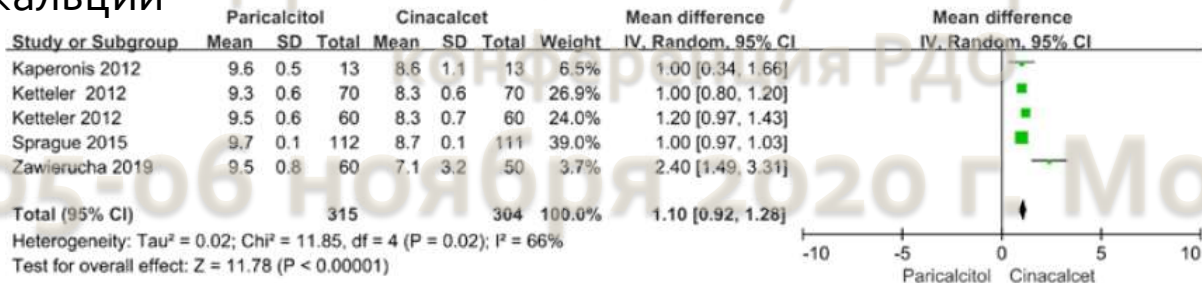 кальций
Paricalcitol Cinacalcet Mean difference Mean difference
Study or Subgroup Mean SD Total Mean SD Total Weight IV, Random, 95% CI IV, Random, 95% CI
Kaperonis 2012 9.6 0.5 13 8.6 1.1 13 6.5% 1.00 [0.34, 1.66]
Ketteler 2012 9.3 0.6 70 8.3 0.6 70 26.9% 1.00 [0.80, 1.20]
Ketteler 2012 9.5 0.6 60 8.3 0.7 60 24.0% 1.20 [0.97, 1.43]
Sprague 2015 9.7 0.1 112 8.7 0.1 111 39.0% 1.00 [0.97, 1.03]
Zawierucha 2019 9.5 0.8 60 7.1 3.2 50 3.7% 2.40 [1.49, 3.31]
Total (95% CI) 315 304 100.0% 1.10 [0.92, 1.28]
Heterogeneity: Tau² = 0.02; Chi² = 11.85, df = 4 (P = 0.02); I² = 66%
Test for overall effect: Z = 11.78 (P < 0.00001)
-10 -5 0 5 10
Paricalcitol Cinacalcet
конференция РДО
05-06 ноября 2020 г. Мо